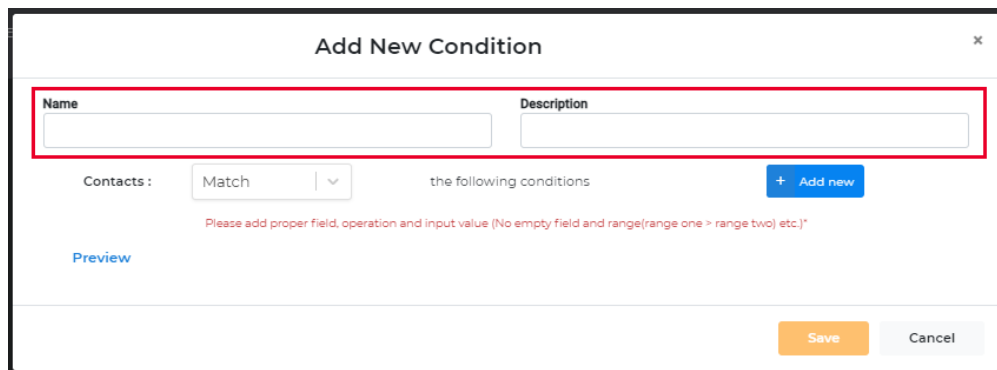 Add New Condition
×
Name
Description
Contacts :
Match
the following conditions
+ Add new
Please add proper field, operation and input value (No empty field and range(range one > range two) etc.)*
Preview
Save
Cancel